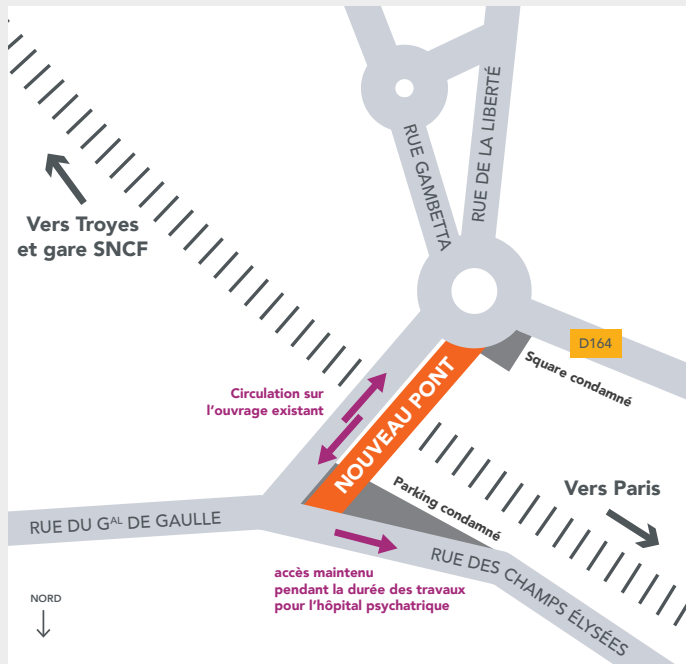 RUE DE LA LIBERTÉ
RUE GAMBETTA
Vers Troyes
et gare SNCF
D164
Square condamné
Circulation sur
l'ouvrage existant
NOUVEAU PONT
Vers Paris
Parking condamné
RUE DU GAL DE GAULLE
RUE DES CHAMPS ÉLYSÉES
accès maintenu
pendant la durée des travaux
pour l'hôpital psychatrique
NORD